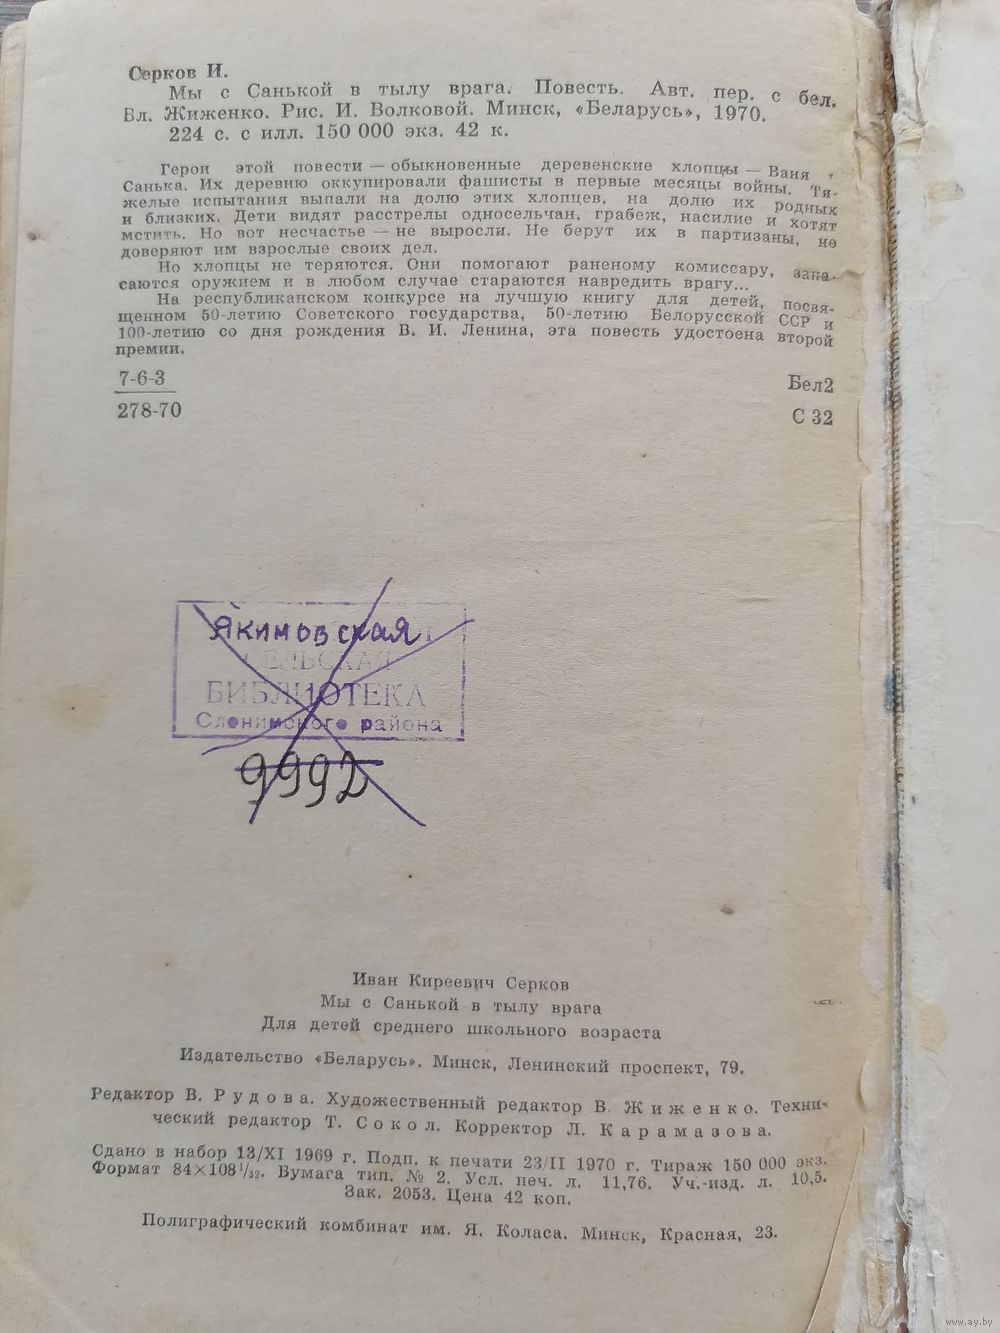 Серков И.
Мы с Санькой в тылу врага. Повесть. Авт. пер. с бел.
Вл. Жиженко. Рис. И. Волковой. Минск, «Беларусь», 1970.
224 с. с илл. 150 000 экз. 42 к.
Герои этой повести — обыкновенные деревенские хлопцы — Ваня
Санька. Их деревню оккупировали фашисты в первые месяцы войны. Тя-
желые испытания выпали на долю этих хлопцев, на долю их родных
и близких. Дети видят расстрелы односельчан, грабеж, насилие и хотят
мстить. Но вот несчастье — не выросли. Не берут их в партизаны, не
доверяют им взрослые своих дел.
Но хлопцы не теряются. Они помогают раненому комиссару, запа-
саются оружием и в любом случае стараются навредить врагу...
На республиканском конкурсе на лучшую книгу для детей, посвя-
щенном 50-летию Советского государства, 50-летию Белорусской ССР и
100-летию со дня рождения В. И. Ленина, эта повесть удостоена второй
премии.
7-6-3 Бел2
278-70 С 32
Якимовская
СЕЛЬСКАЯ
БИБЛИОТЕКА
Слонимского района
9992
Иван Киреевич Серков
Мы с Санькой в тылу врага
Для детей среднего школьного возраста
Издательство «Беларусь». Минск, Ленинский проспект, 79.
Редактор В. Рудова. Художественный редактор В. Жиженко. Техни-
ческий редактор Т. Сокол. Корректор Л. Карамазова.
Сдано в набор 13/XI 1969 г. Подп. к печати 23/II 1970 г. Тираж 150 000 экз.
Формат 84×108 1/32. Бумага тип. № 2. Усл. печ. л. 11,76. Уч.-изд. л. 10,5.
Зак. 2053. Цена 42 коп.
Полиграфический комбинат им. Я. Коласа. Минск, Красная, 23.
www.ay.by